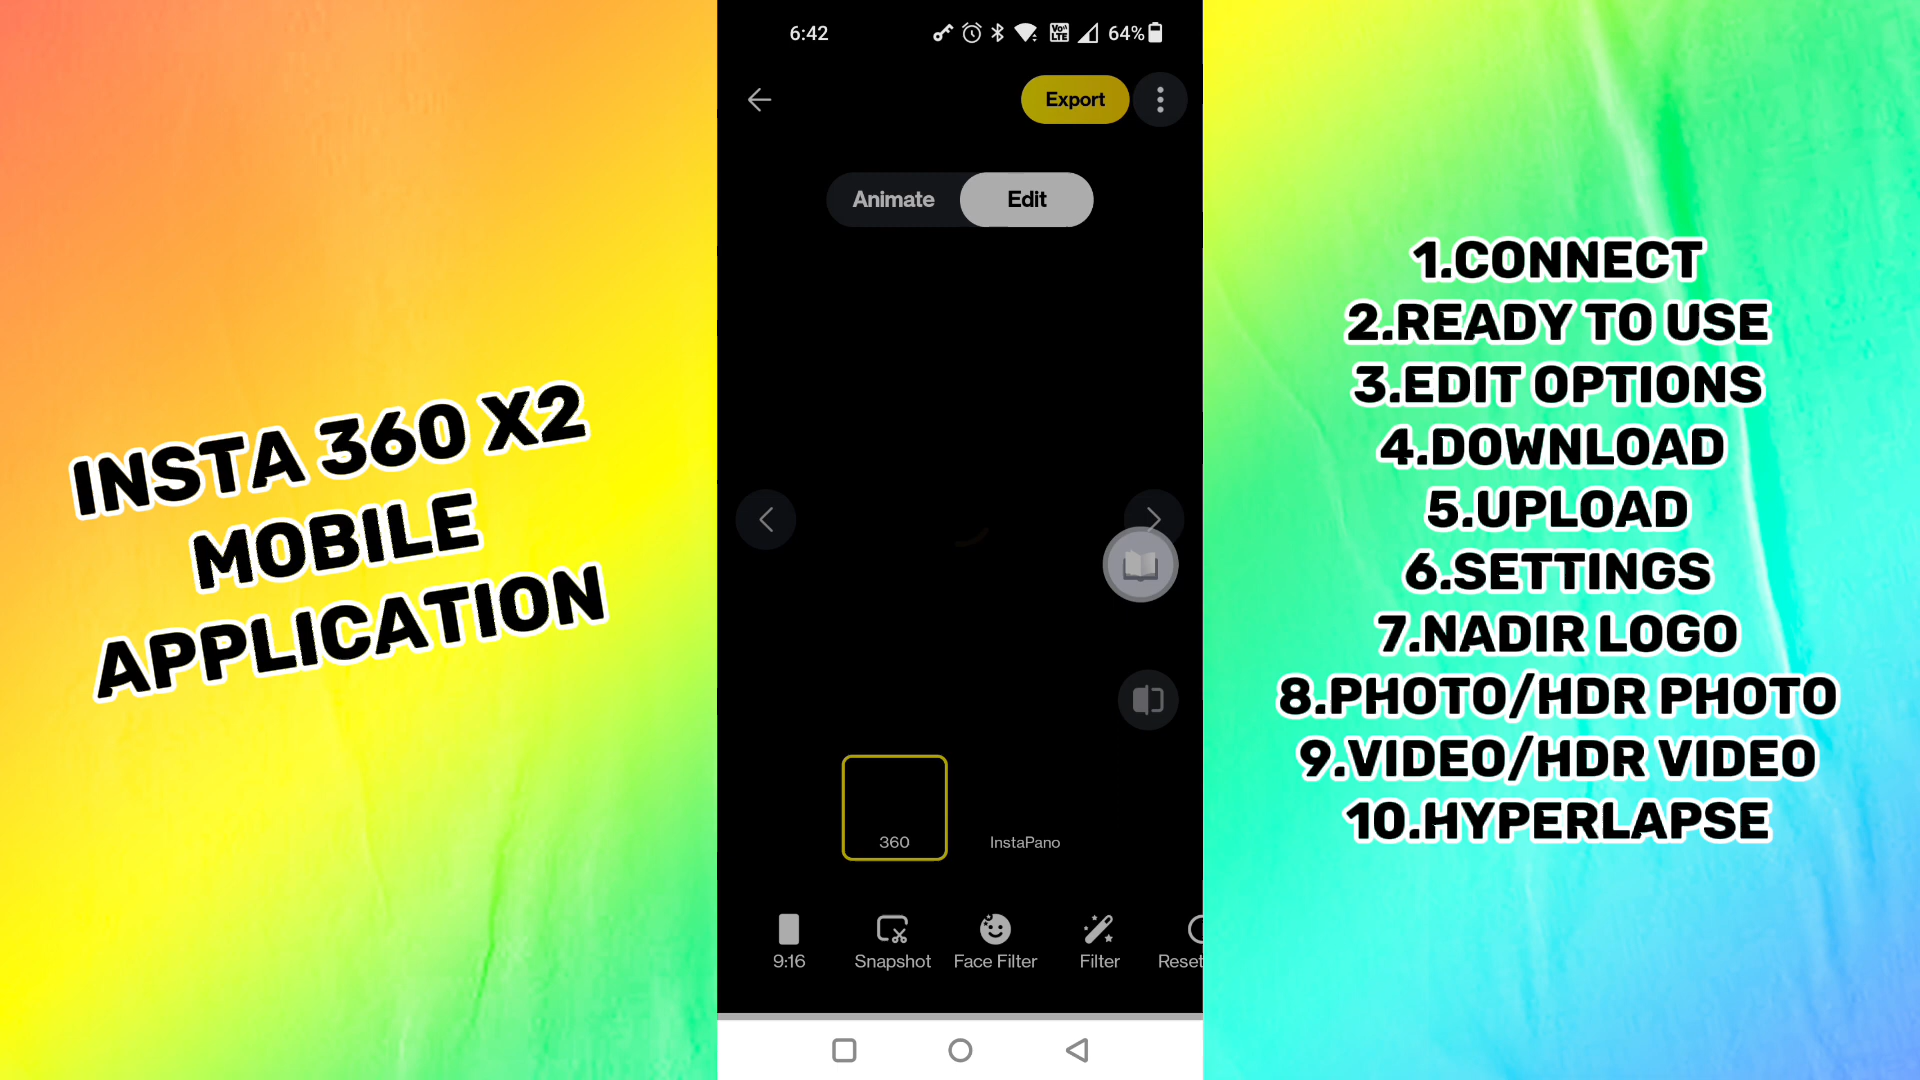 INSTA 360 X2
MOBILE
APPLICATION
6:42
Vo))
LTE
64%
Export
Animate
Edit
360
InstaPano
9:16
Snapshot
Face Filter
Filter
Reset
1.CONNECT
2.READY TO USE
3.EDIT OPTIONS
4.DOWNLOAD
5.UPLOAD
6.SETTINGS
7.NADIR LOGO
8.PHOTO/HDR PHOTO
9.VIDEO/HDR VIDEO
10.HYPERLAPSE